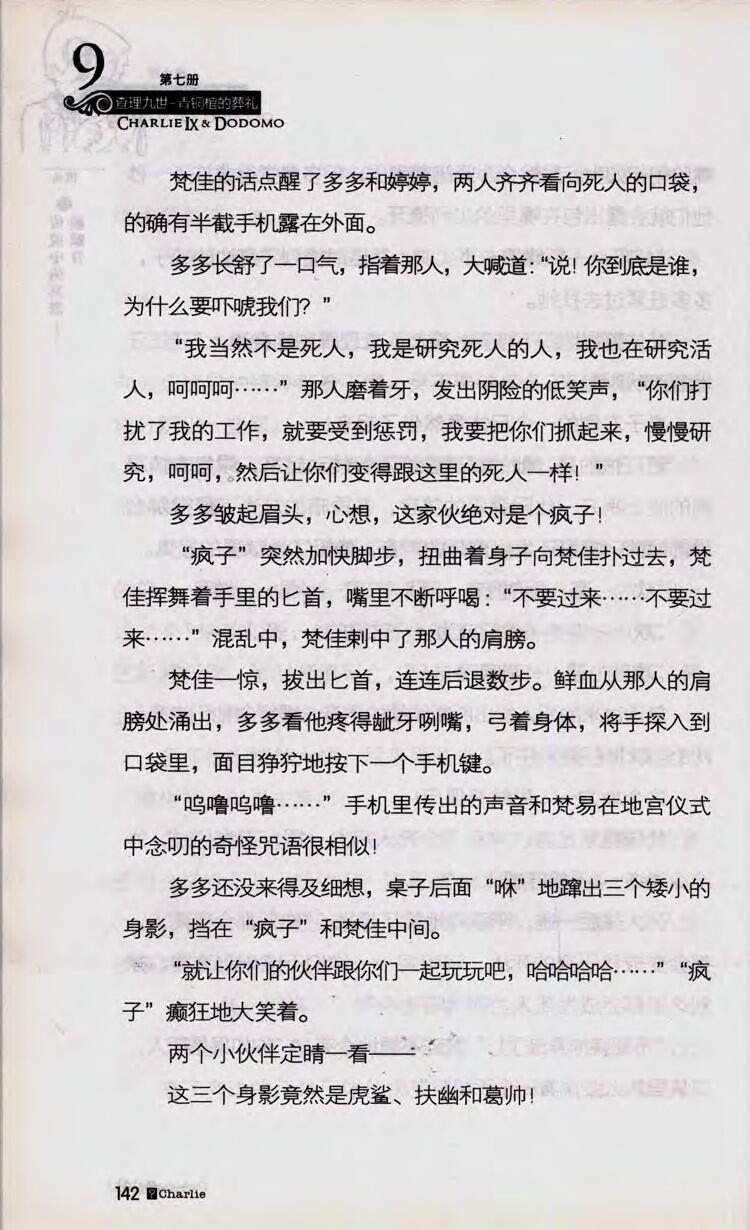 9
第七册
查理九世-青铜棺的葬礼
CHARLIE IX & DODOMO
梵佳的话点醒了多多和婷婷，两人齐齐看向死人的口袋，
的确有半截手机露在外面。
多多长舒了一口气，指着那人，大喊道：“说！你到底是谁，
为什么要吓唬我们？”
“我当然不是死人，我是研究死人的人，我也在研究活
人，呵呵呵……”那人磨着牙，发出阴险的低笑声，“你们打
扰了我的工作，就要受到惩罚，我要把你们抓起来，慢慢研
究，呵呵，。然后让你们变得跟这里的死人一样！”
多多皱起眉头，心想，这家伙绝对是个疯子！
“疯子”突然加快脚步，扭曲着身子向梵佳扑过去，梵
佳挥舞着手里的匕首，嘴里不断呼喝：“不要过来……不要过
来……”混乱中，梵佳刺中了那人的肩膀。
梵佳一惊，拔出匕首，连连后退数步。鲜血从那人的肩
膀处涌出，多多看他疼得龇牙咧嘴，弓着身体，将手探入到
口袋里，面目狰狞地按下一个手机键。
“呜噜呜噜……”手机里传出的声音和梵易在地宫仪式
中念叨的奇怪咒语很相似！
多多还没来得及细想，桌子后面“咻”地蹿出三个矮小的
身影，挡在“疯子”和梵佳中间。
“就让你们的伙伴跟你们一起玩玩吧，哈哈哈哈……”“疯
子”癫狂地大笑着。
两个小伙伴定睛一看——
这三个身影竟然是虎鲨、扶幽和葛帅！
142 Charlie